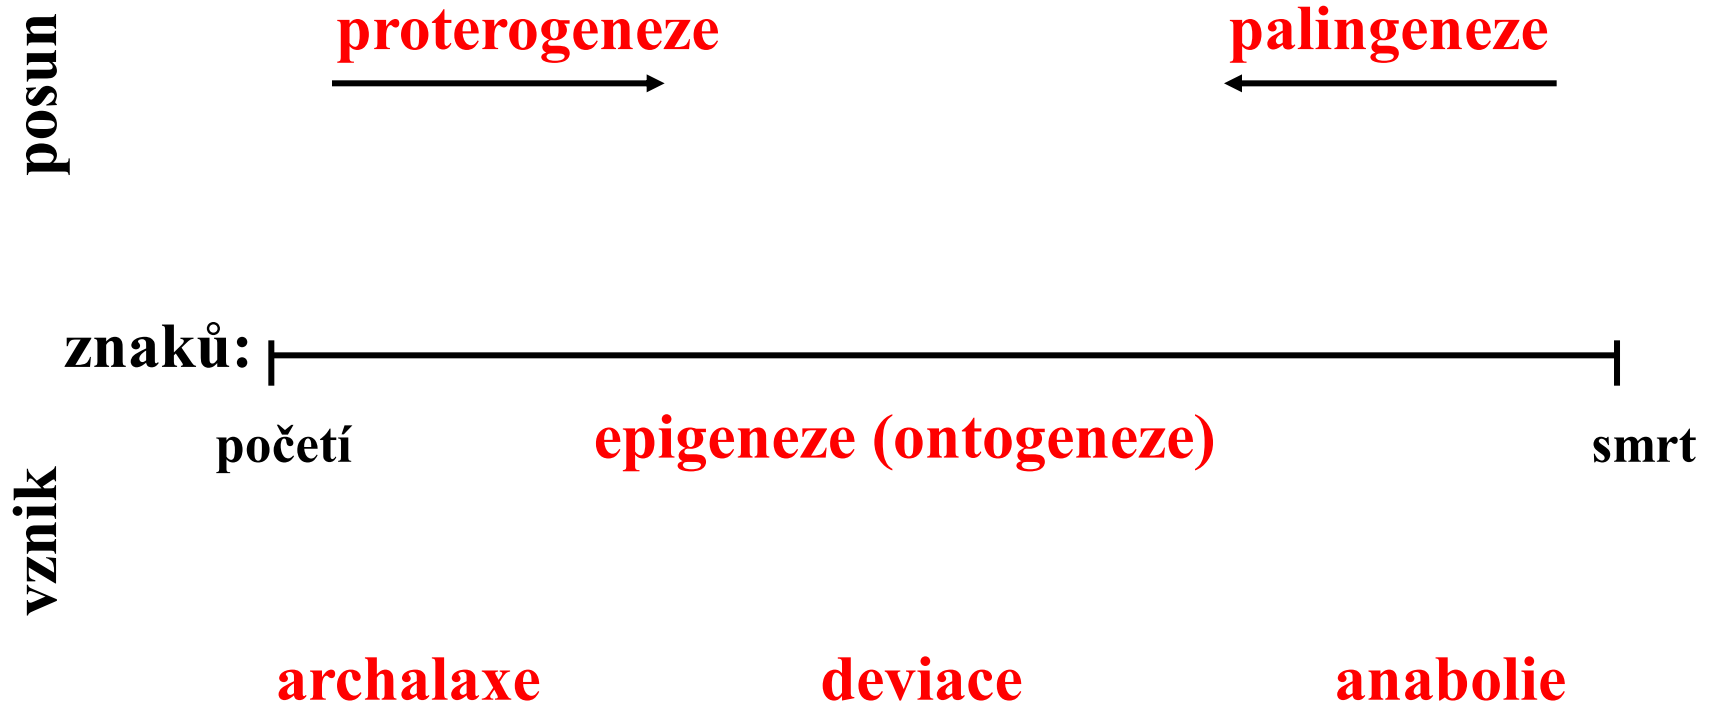 posun
proterogeneze
palingeneze
znaků:
početí
epigeneze (ontogeneze)
smrt
vznik
archalaxe
deviace
anabolie